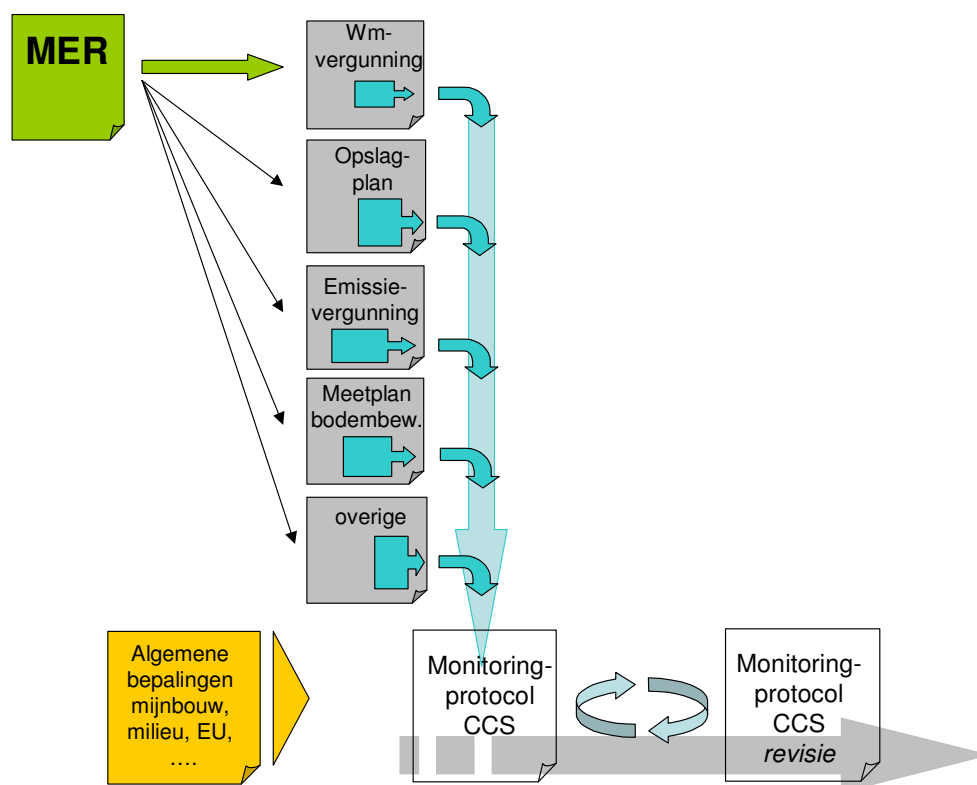 MER
Wm-
vergunning
Opslag-
plan
Emissie-
vergunning
Meetplan
bodembew.
overige
Algemene
bepalingen
mijnbouw,
milieu, EU,
....
Monitoring-
protocol
CCS
Monitoring-
protocol
CCS
revisie